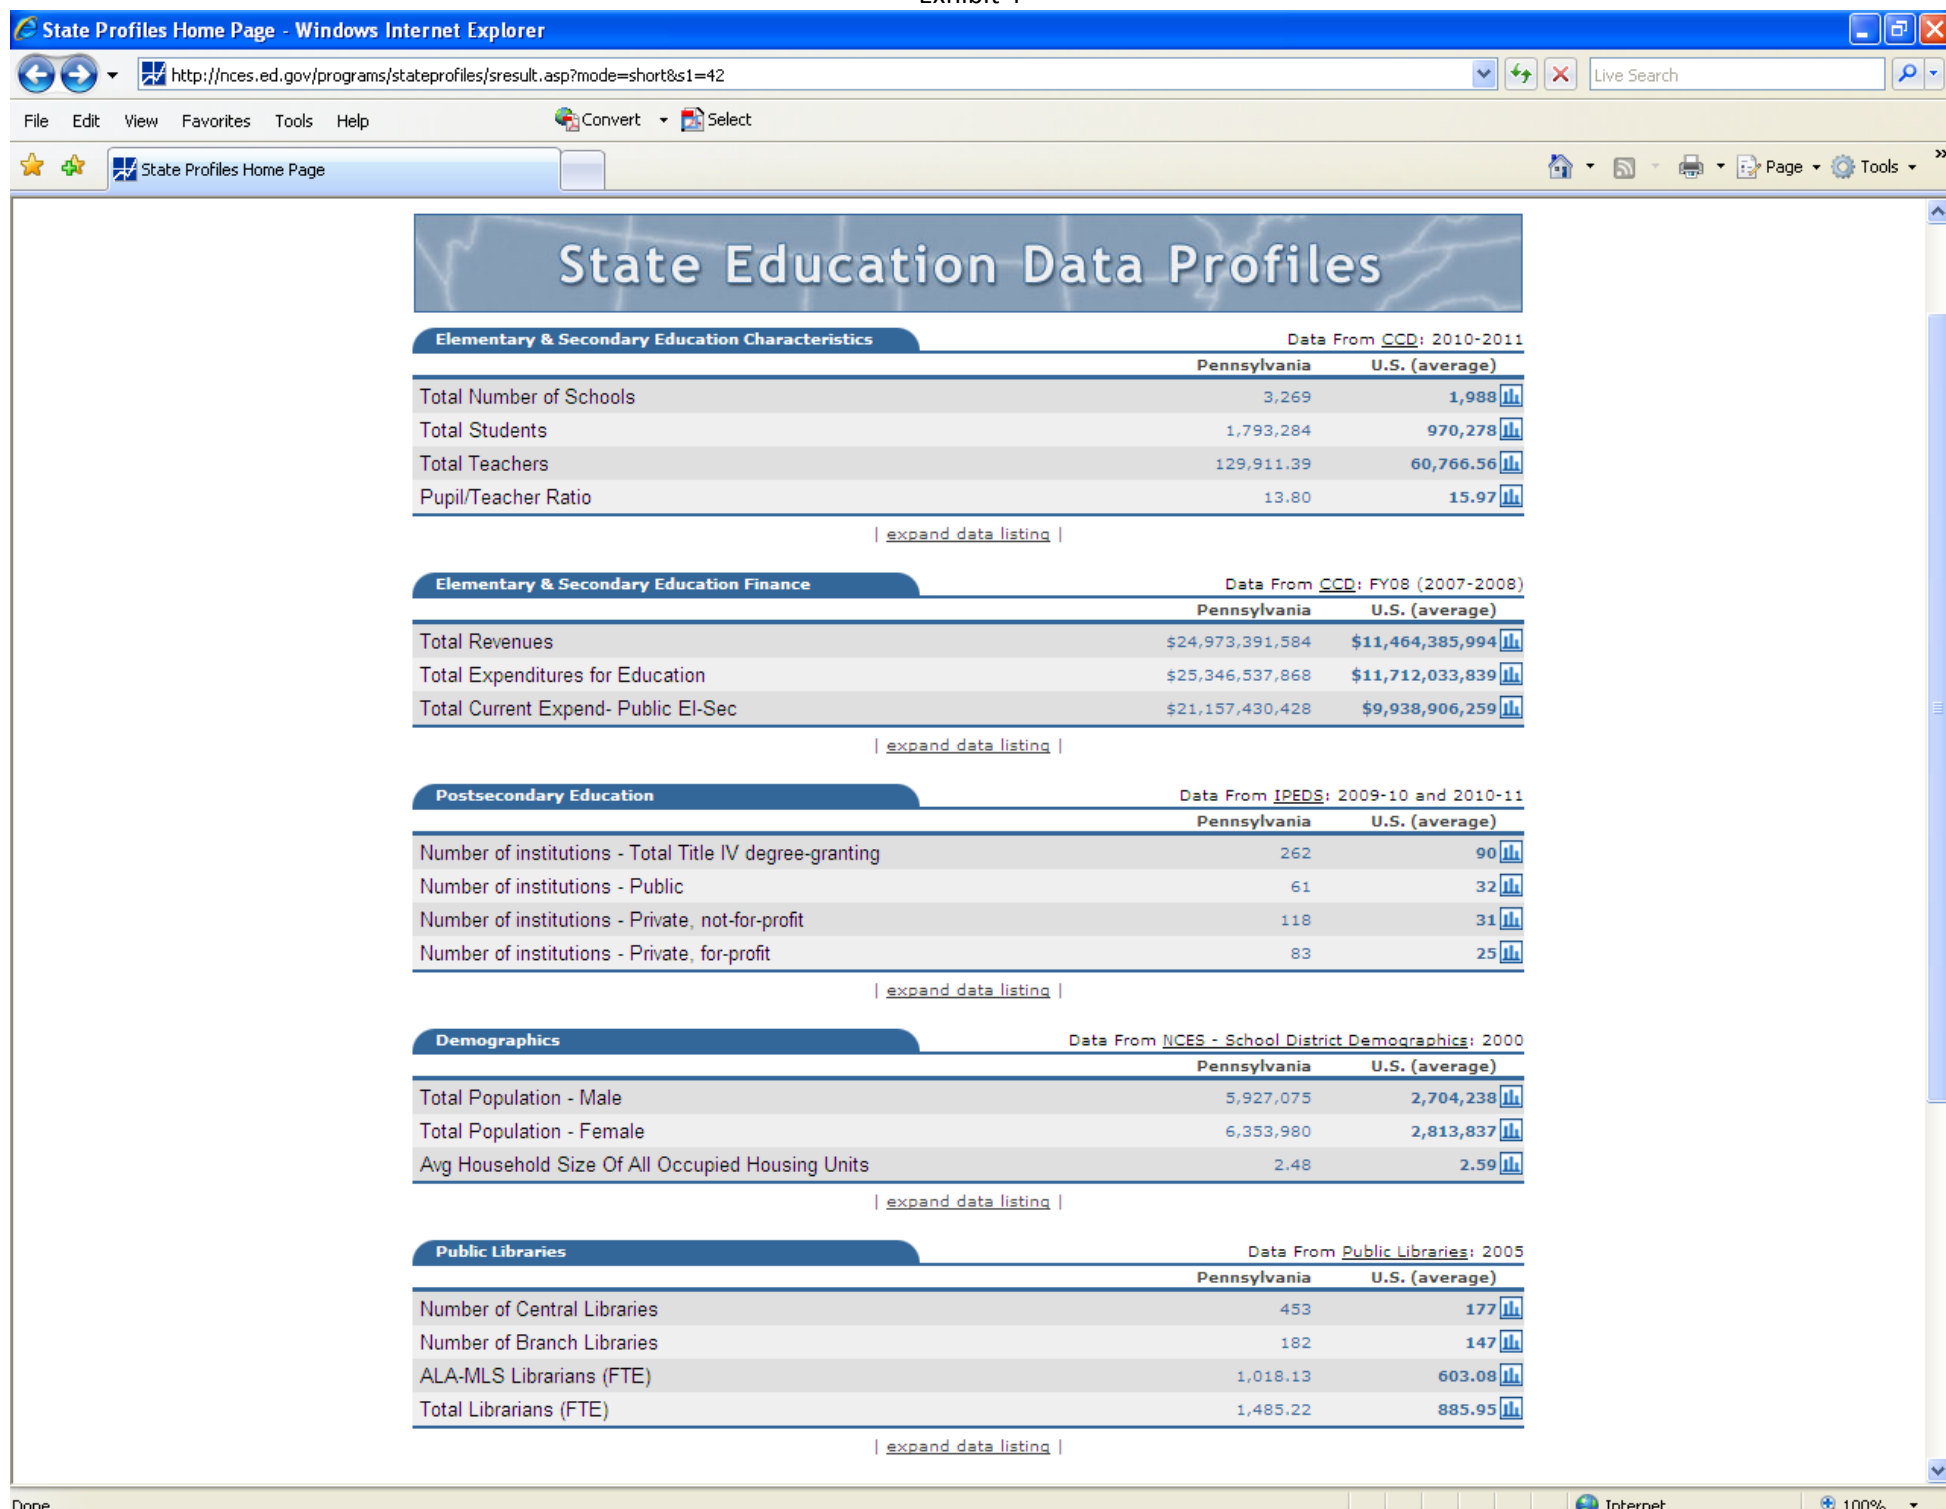 Exhibit 4
State Profiles Home Page - Windows Internet Explorer
http://nces.ed.gov/programs/stateprofiles/sresult.asp?mode=short&s1=42
Live Search
File Edit View Favorites Tools Help Convert Select
State Profiles Home Page
Page Tools »
State Education Data Profiles
Elementary & Secondary Education Characteristics Data From CCD: 2010-2011
Pennsylvania U.S. (average)
Total Number of Schools 3,269 1,988
Total Students 1,793,284 970,278
Total Teachers 129,911.39 60,766.56
Pupil/Teacher Ratio 13.80 15.97
| expand data listing |
Elementary & Secondary Education Finance Data From CCD: FY08 (2007-2008)
Pennsylvania U.S. (average)
Total Revenues $24,973,391,584 $11,464,385,994
Total Expenditures for Education $25,346,537,868 $11,712,033,839
Total Current Expend- Public El-Sec $21,157,430,428 $9,938,906,259
| expand data listing |
Postsecondary Education Data From IPEDS: 2009-10 and 2010-11
Pennsylvania U.S. (average)
Number of institutions - Total Title IV degree-granting 262 90
Number of institutions - Public 61 32
Number of institutions - Private, not-for-profit 118 31
Number of institutions - Private, for-profit 83 25
| expand data listing |
Demographics Data From NCES - School District Demographics: 2000
Pennsylvania U.S. (average)
Total Population - Male 5,927,075 2,704,238
Total Population - Female 6,353,980 2,813,837
Avg Household Size Of All Occupied Housing Units 2.48 2.59
| expand data listing |
Public Libraries Data From Public Libraries: 2005
Pennsylvania U.S. (average)
Number of Central Libraries 453 177
Number of Branch Libraries 182 147
ALA-MLS Librarians (FTE) 1,018.13 603.08
Total Librarians (FTE) 1,485.22 885.95
| expand data listing |
Done Internet 100%